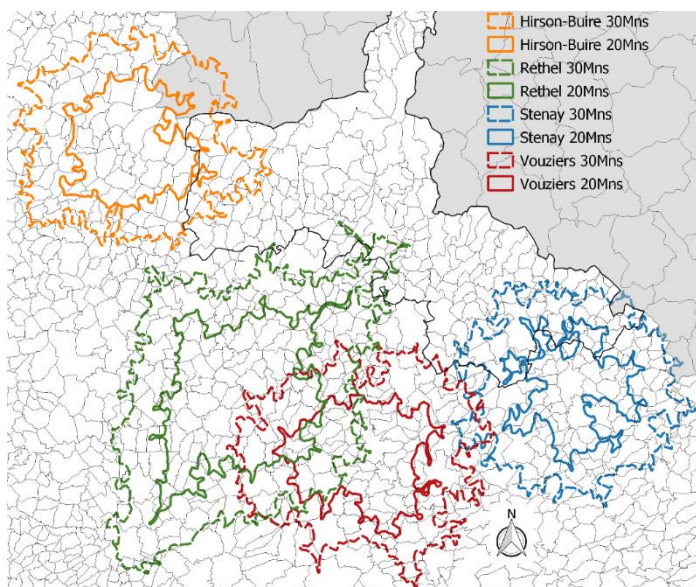 Hirson-Buire 30Mns
Hirson-Buire 20Mns
Rethel 30Mns
Rethel 20Mns
Stenay 30Mns
Stenay 20Mns
Vouziers 30Mns
Vouziers 20Mns
N